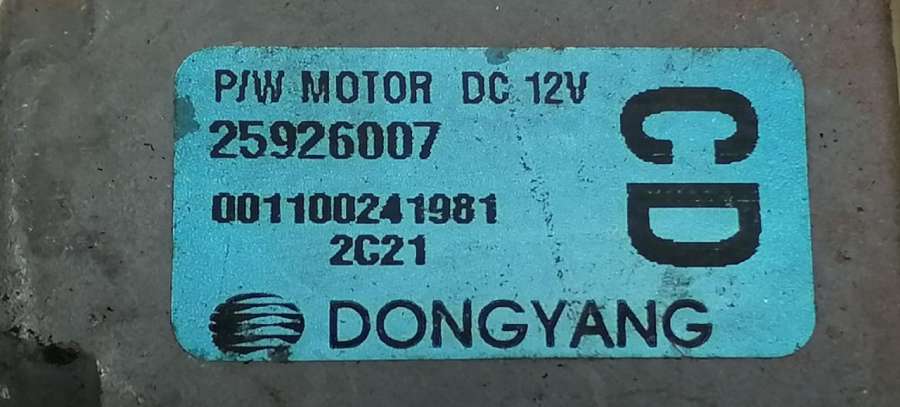 P/W MOTOR DC 12V
25926007
001100241981
2C21
DONGYANG
CD